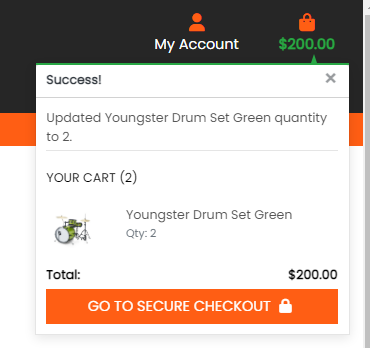 My Account
$200.00
Success!
Updated Youngster Drum Set Green quantity
to 2.
YOUR CART (2)
Youngster Drum Set Green
Qty: 2
Total: $200.00
GO TO SECURE CHECKOUT